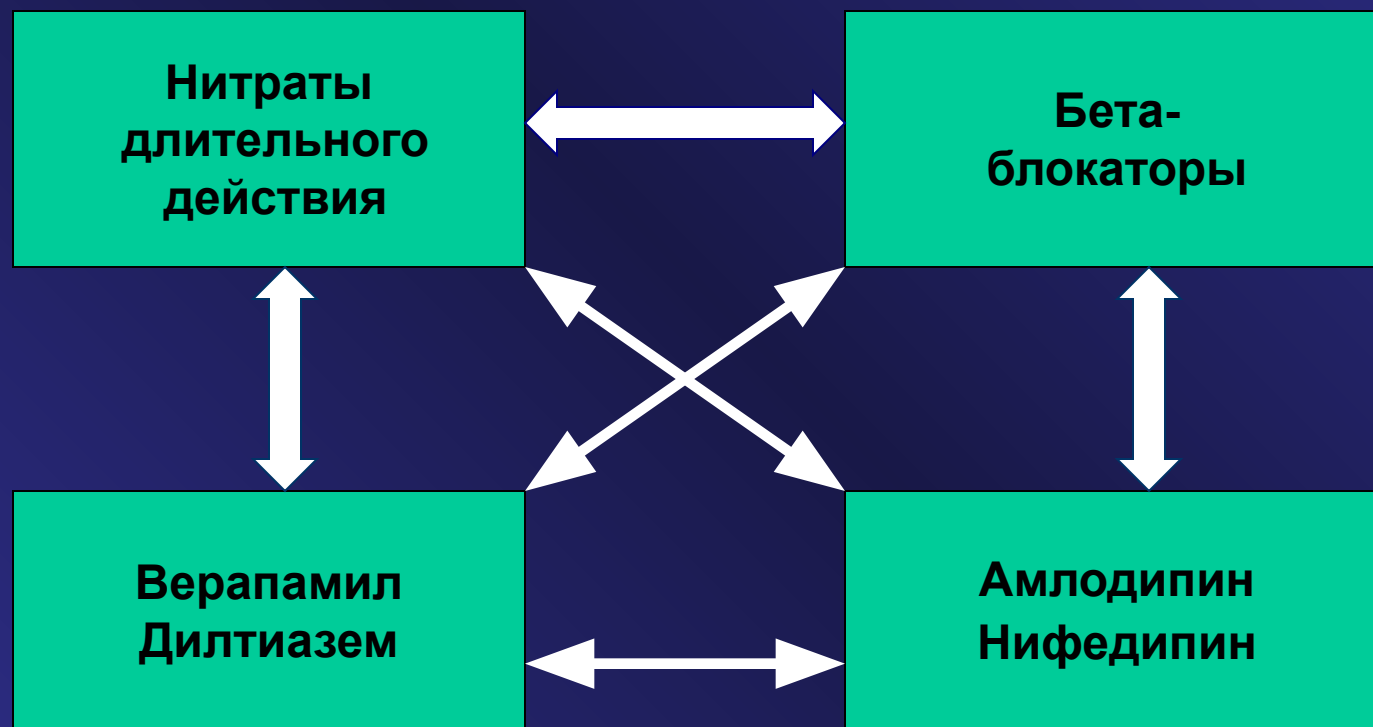 Нитраты
длительного
действия
Бета-
блокаторы
Верапамил
Дилтиазем
Амлодипин
Нифедипин